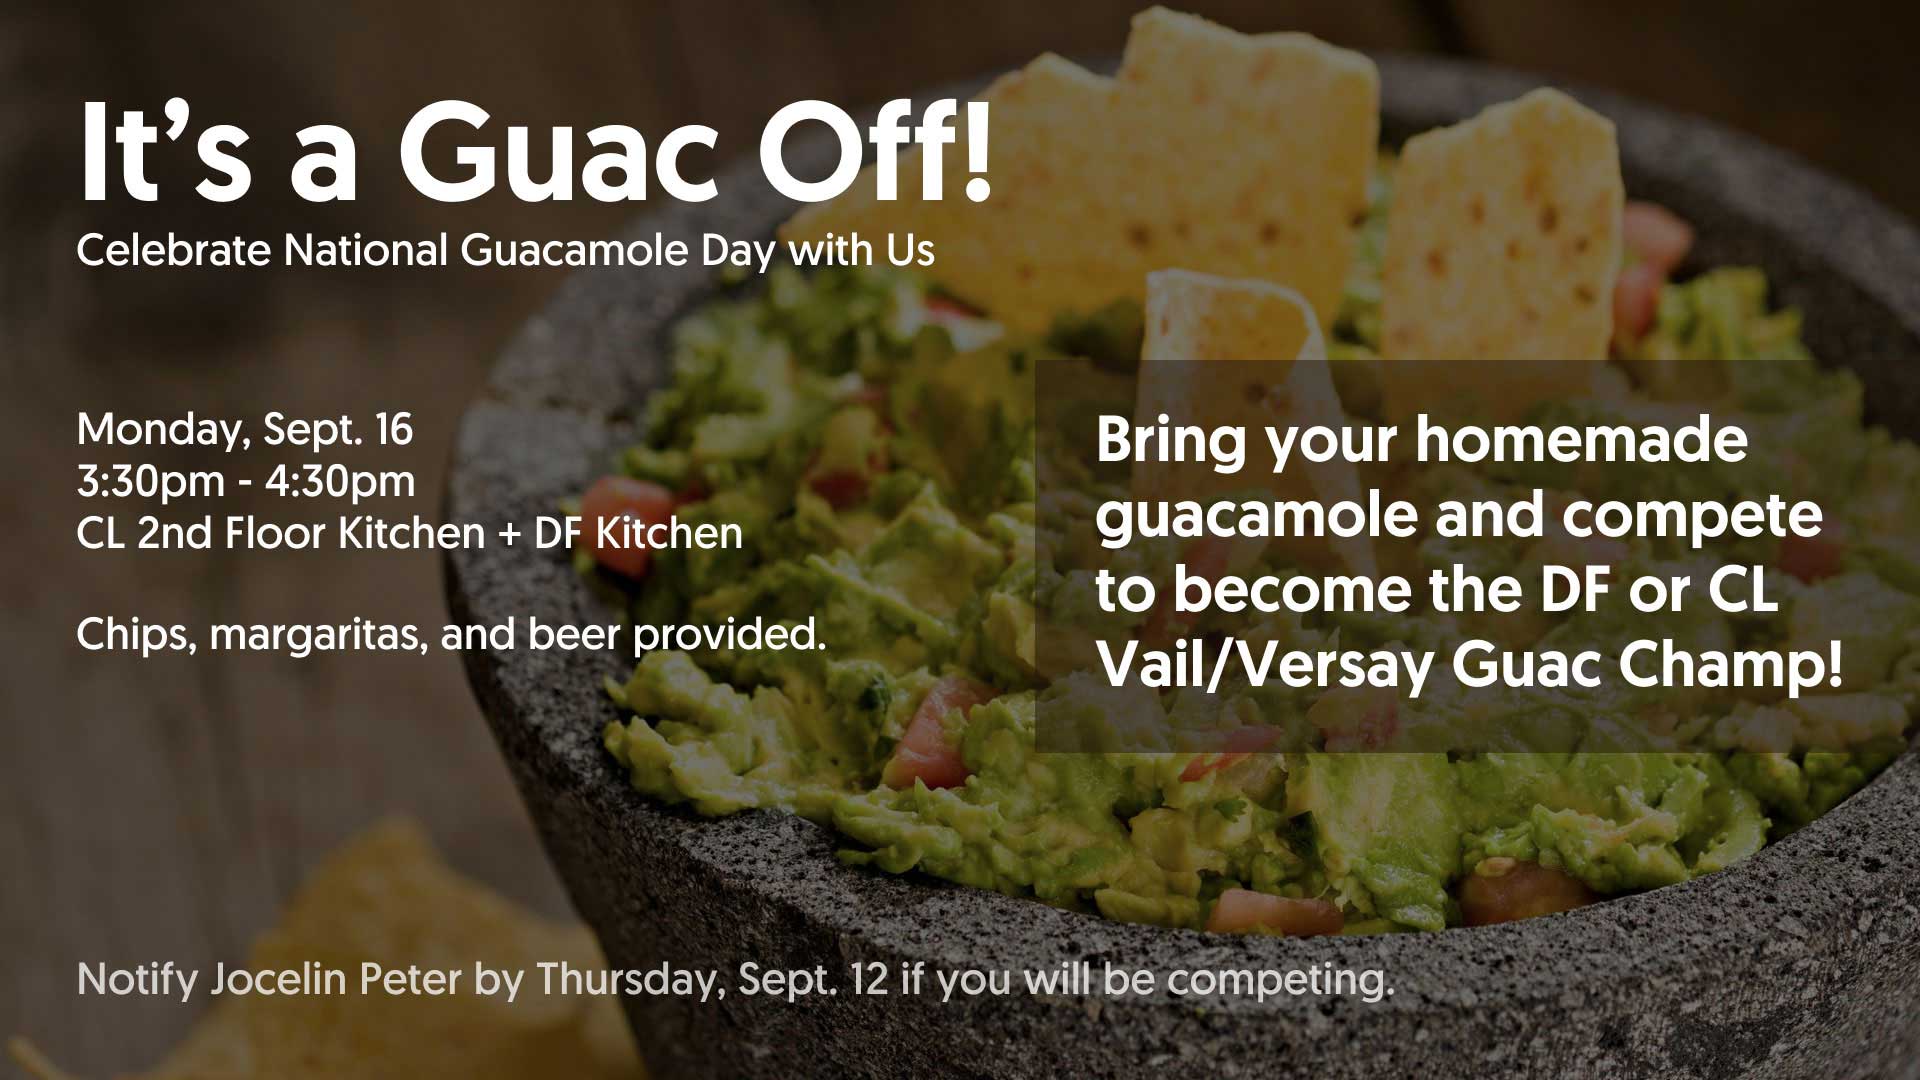 It’s a Guac Off!
Celebrate National Guacamole Day with Us
Monday, Sept. 16
3:30pm - 4:30pm
CL 2nd Floor Kitchen + DF Kitchen
Chips, margaritas, and beer provided.
Bring your homemade
guacamole and compete
to become the DF or CL
Vail/Versay Guac Champ!
Notify Jocelin Peter by Thursday, Sept. 12 if you will be competing.